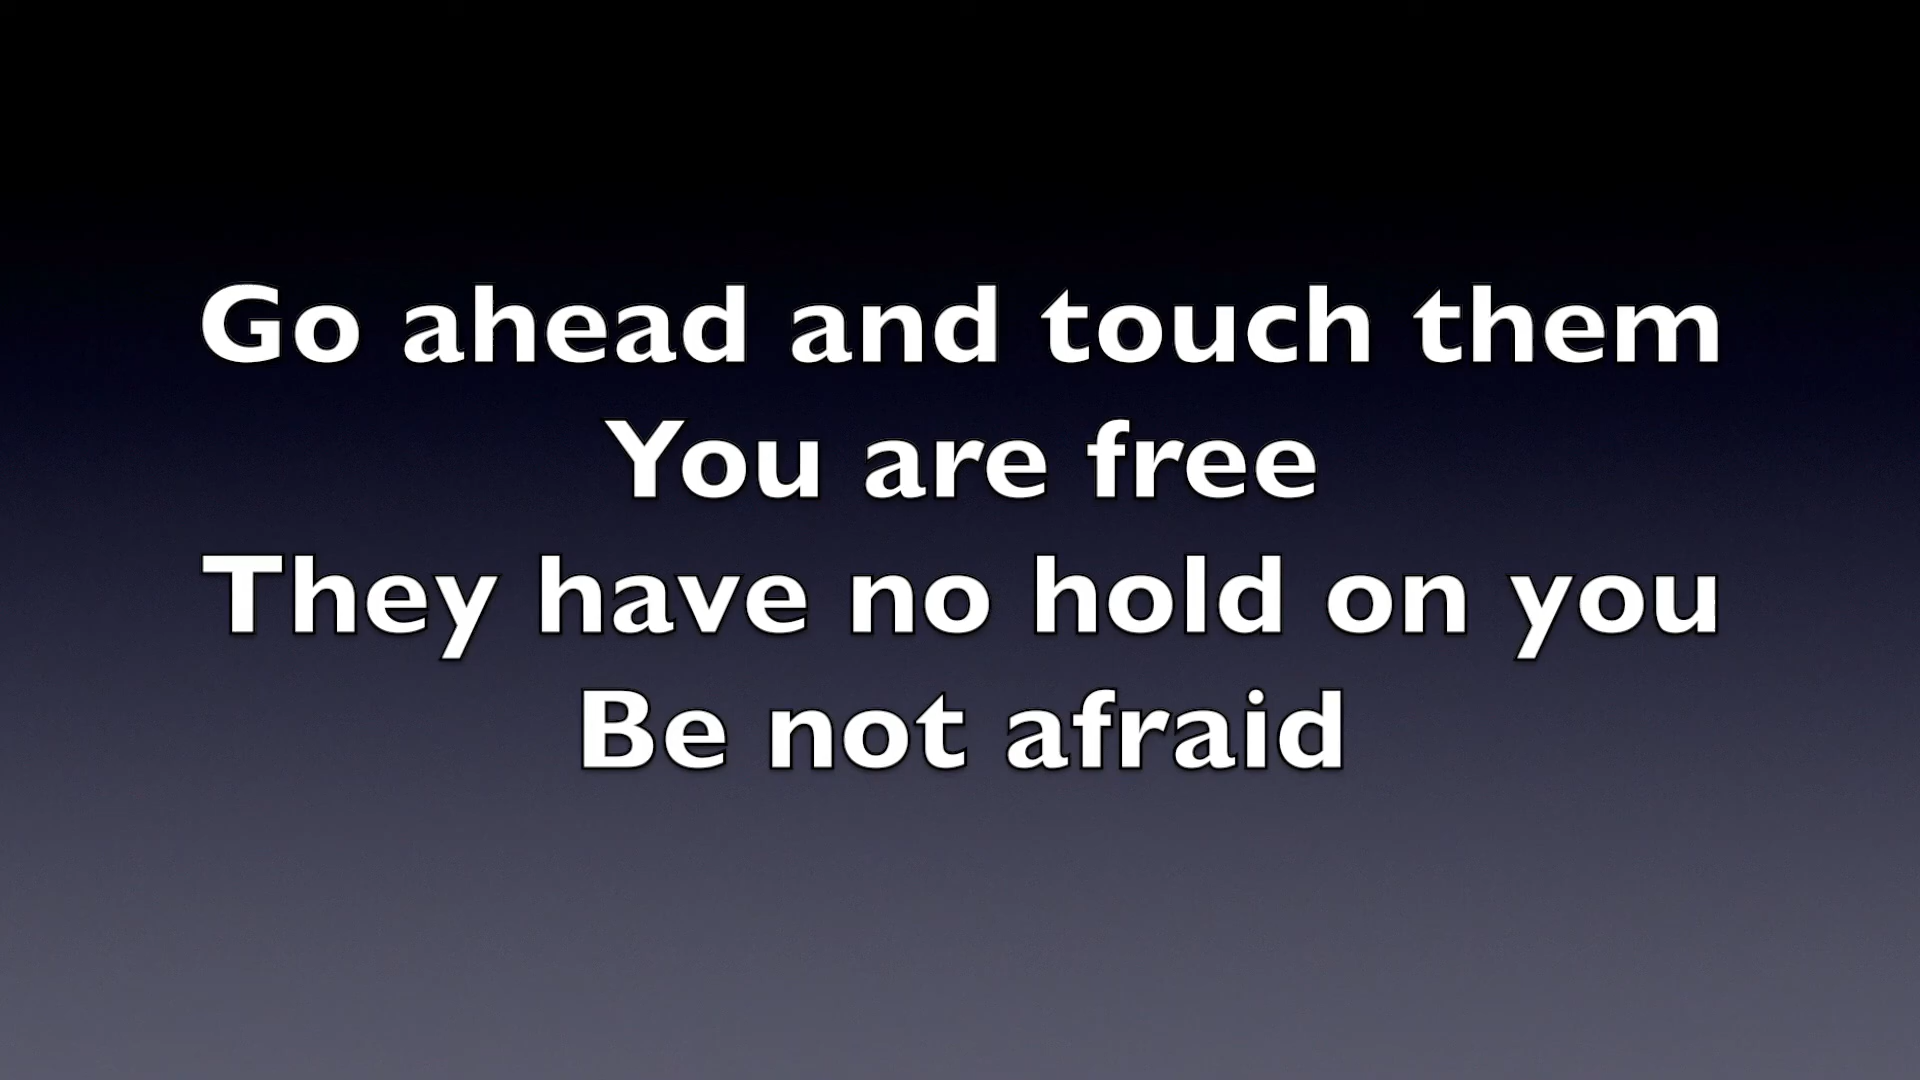 Go ahead and touch them
You are free
They have no hold on you
Be not afraid